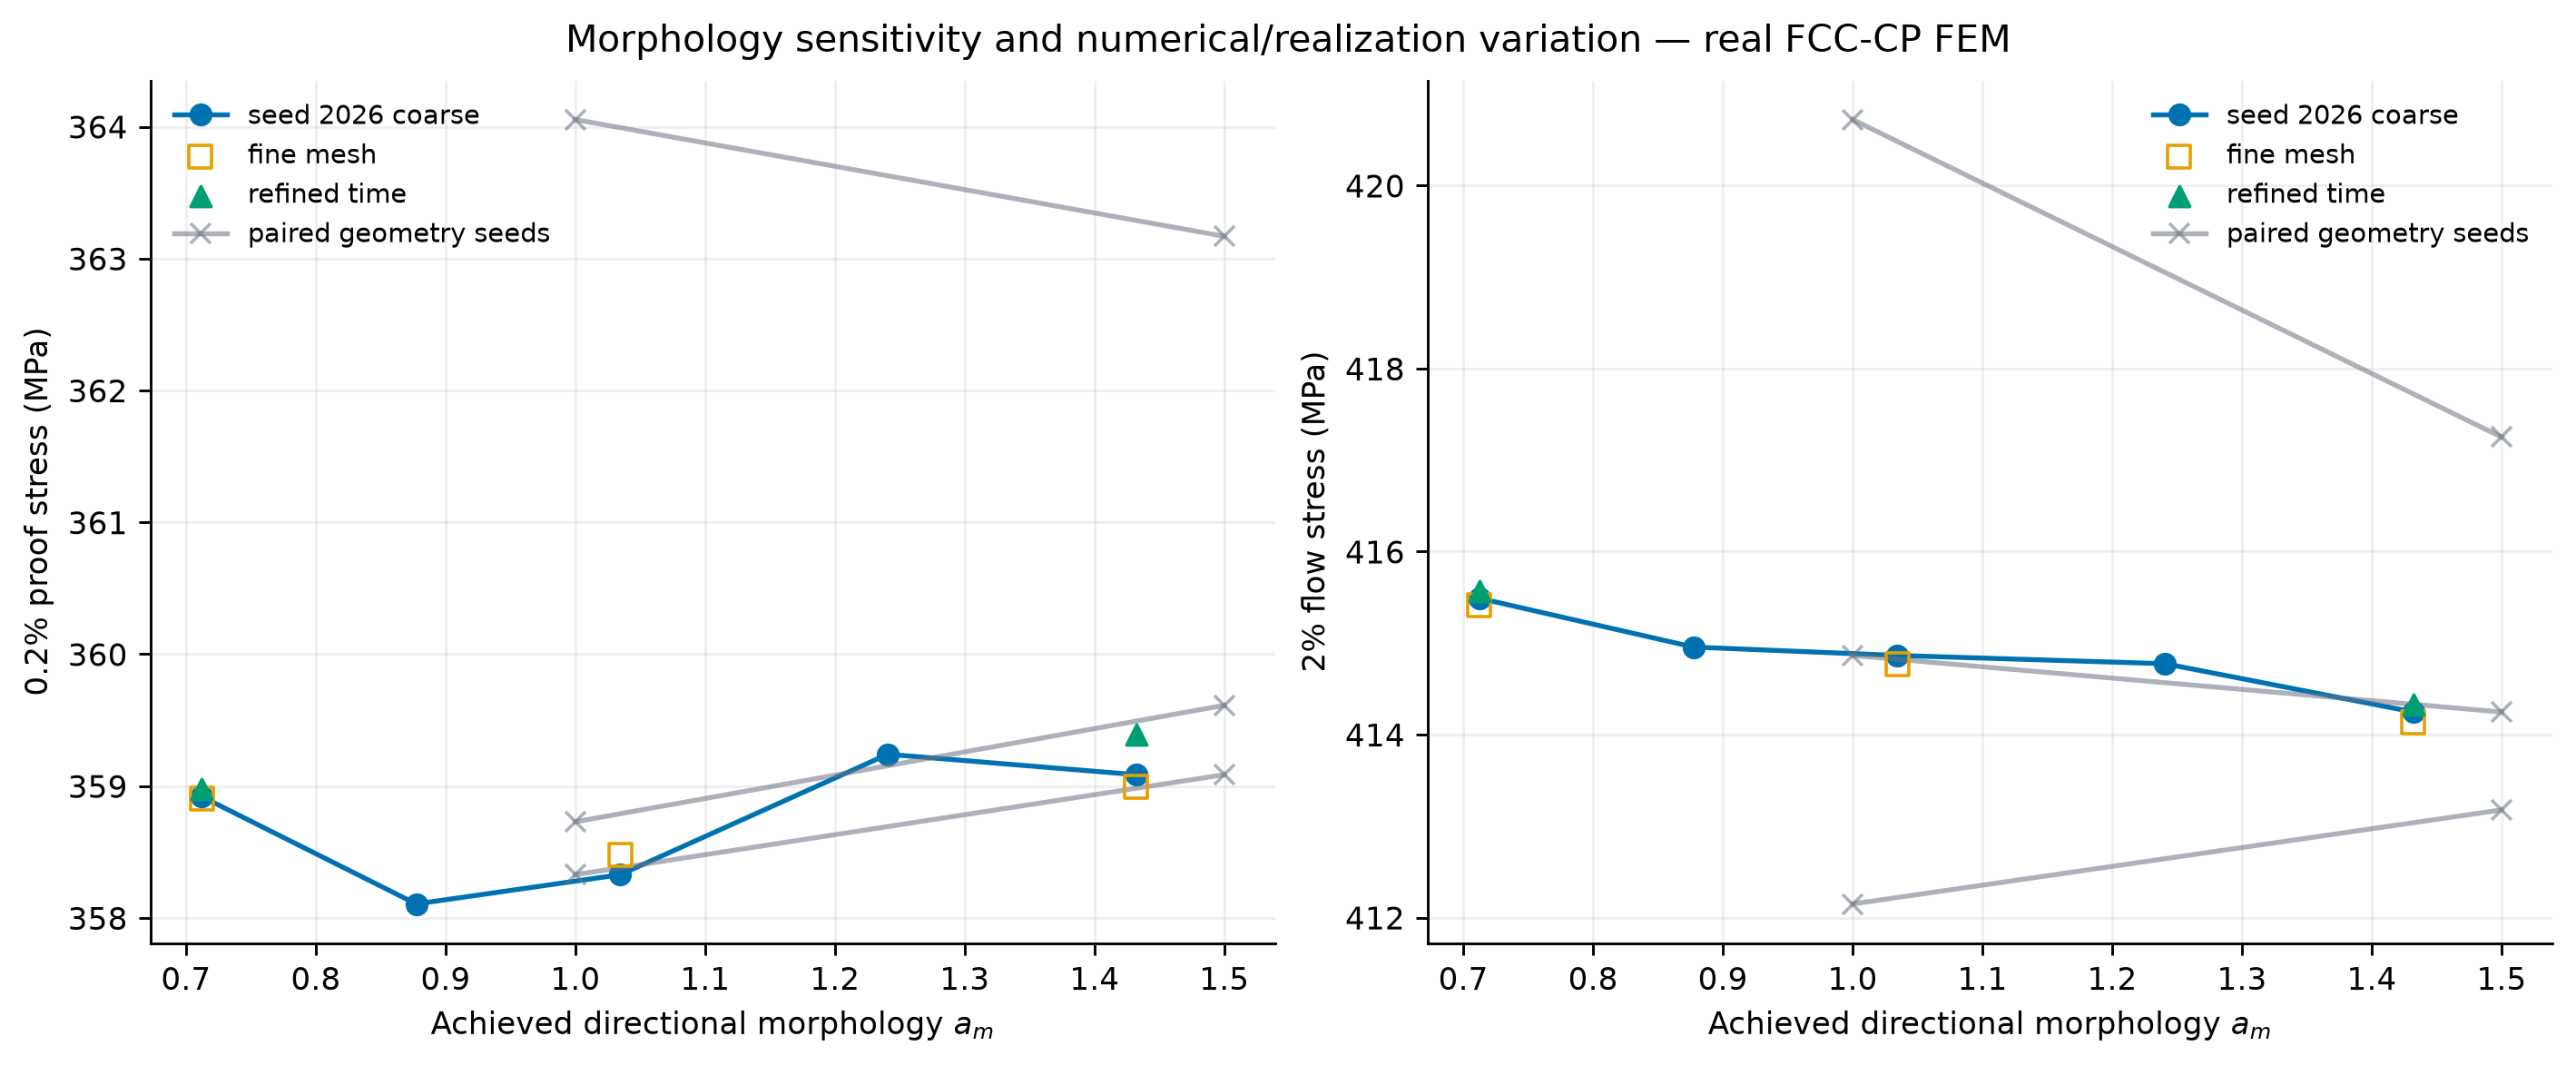 Morphology sensitivity and numerical/realization variation — real FCC-CP FEM
0.2% proof stress (MPa)
364
363
362
361
360
359
358
seed 2026 coarse
fine mesh
refined time
paired geometry seeds
0.7 0.8 0.9 1.0 1.1 1.2 1.3 1.4 1.5
Achieved directional morphology a_m
2% flow stress (MPa)
420
418
416
414
412
seed 2026 coarse
fine mesh
refined time
paired geometry seeds
0.7 0.8 0.9 1.0 1.1 1.2 1.3 1.4 1.5
Achieved directional morphology a_m